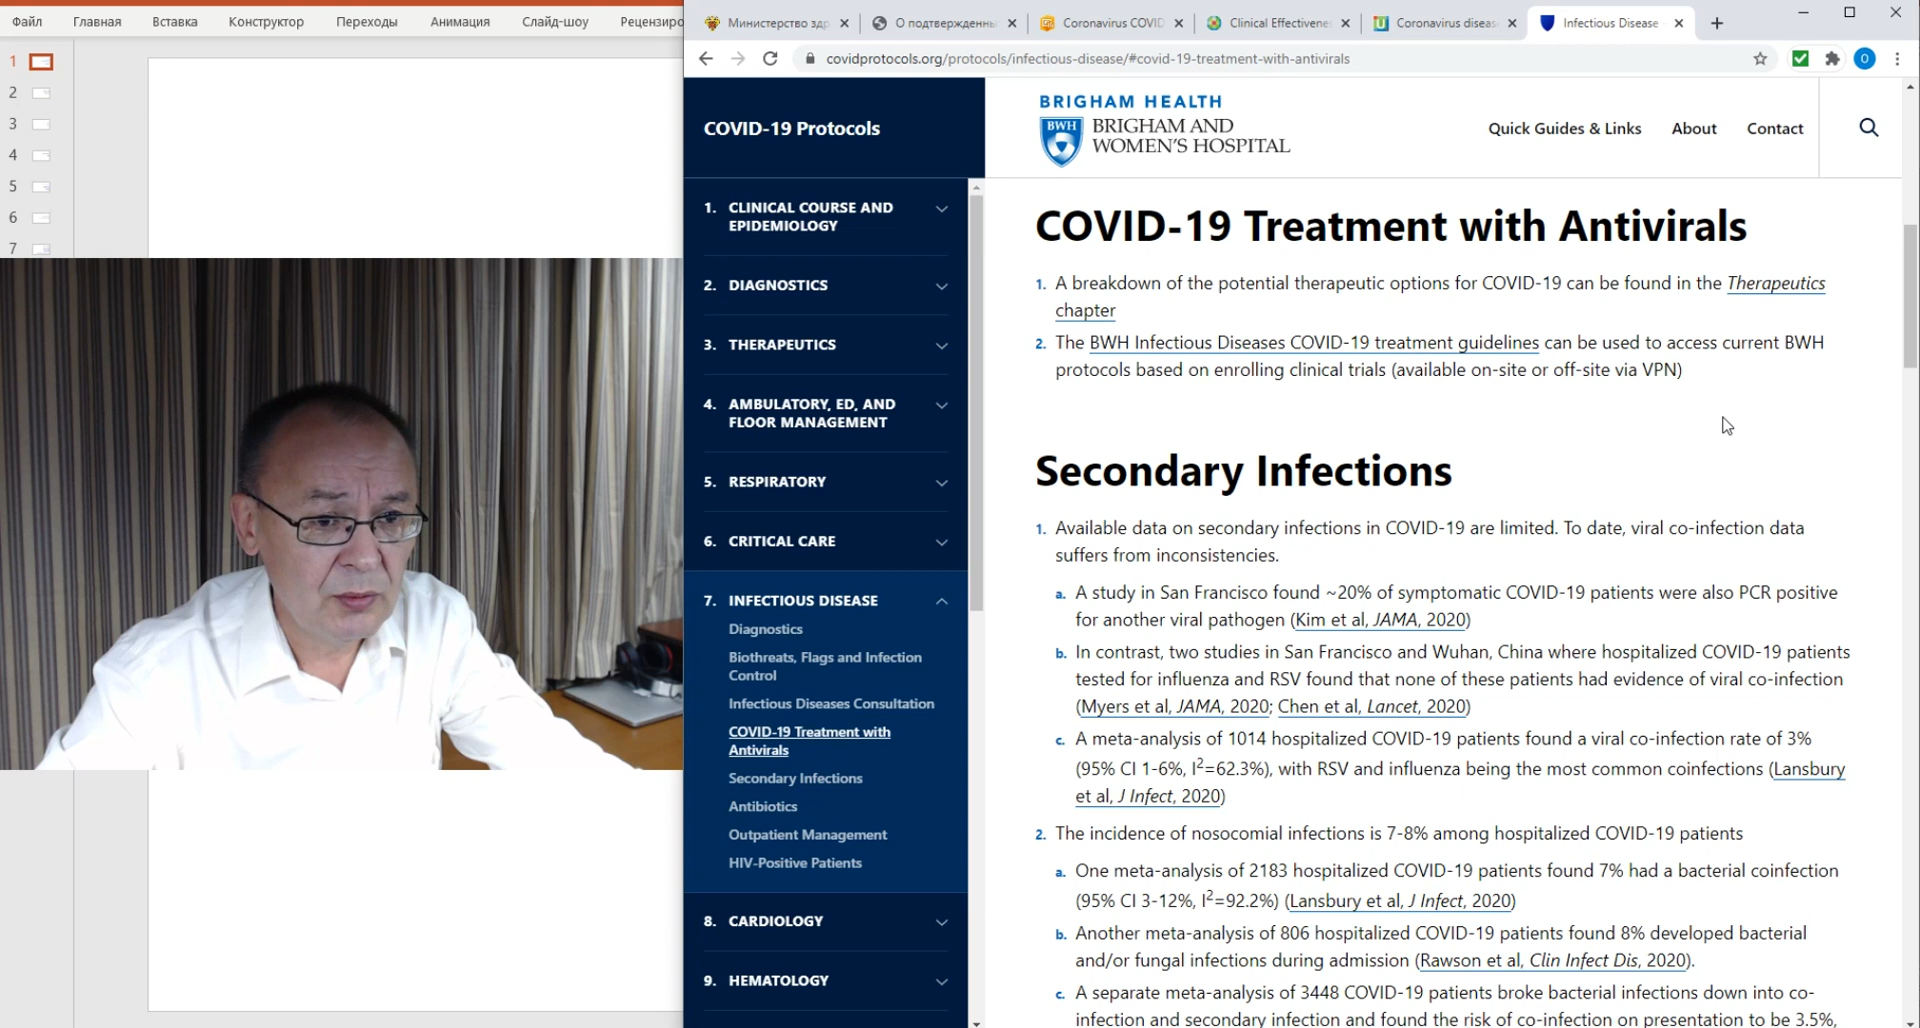 Файл Главная Вставка Конструктор Переходы Анимация Слайд-шоу
1
2
3
4
5
6
7
Министерство здр
О подтвержденны
Coronavirus COVID
Clinical Effectivene
Coronavirus diseas
Infectious Disease
covidprotocols.org/protocols/infectious-disease/#covid-19-treatment-with-antivirals
O
COVID-19 Protocols
BRIGHAM HEALTH
BWH
BRIGHAM AND
WOMEN'S HOSPITAL
Quick Guides & Links About Contact
1. CLINICAL COURSE AND
EPIDEMIOLOGY
2. DIAGNOSTICS
3. THERAPEUTICS
4. AMBULATORY, ED, AND
FLOOR MANAGEMENT
5. RESPIRATORY
6. CRITICAL CARE
7. INFECTIOUS DISEASE
Diagnostics
Biothreats, Flags and Infection
Control
Infectious Diseases Consultation
COVID-19 Treatment with
Antivirals
Secondary Infections
Antibiotics
Outpatient Management
HIV-Positive Patients
8. CARDIOLOGY
9. HEMATOLOGY
COVID-19 Treatment with Antivirals
1. A breakdown of the potential therapeutic options for COVID-19 can be found in the Therapeutics
chapter
2. The BWH Infectious Diseases COVID-19 treatment guidelines can be used to access current BWH
protocols based on enrolling clinical trials (available on-site or off-site via VPN)
Secondary Infections
1. Available data on secondary infections in COVID-19 are limited. To date, viral co-infection data
suffers from inconsistencies.
a. A study in San Francisco found ~20% of symptomatic COVID-19 patients were also PCR positive
for another viral pathogen (Kim et al, JAMA, 2020)
b. In contrast, two studies in San Francisco and Wuhan, China where hospitalized COVID-19 patients
tested for influenza and RSV found that none of these patients had evidence of viral co-infection
(Myers et al, JAMA, 2020; Chen et al, Lancet, 2020)
c. A meta-analysis of 1014 hospitalized COVID-19 patients found a viral co-infection rate of 3%
(95% CI 1-6%, I²=62.3%), with RSV and influenza being the most common coinfections (Lansbury
et al, J Infect, 2020)
2. The incidence of nosocomial infections is 7-8% among hospitalized COVID-19 patients
a. One meta-analysis of 2183 hospitalized COVID-19 patients found 7% had a bacterial coinfection
(95% CI 3-12%, I²=92.2%) (Lansbury et al, J Infect, 2020)
b. Another meta-analysis of 806 hospitalized COVID-19 patients found 8% developed bacterial
and/or fungal infections during admission (Rawson et al, Clin Infect Dis, 2020).
c. A separate meta-analysis of 3448 COVID-19 patients broke bacterial infections down into co-
infection and secondary infection and found the risk of co-infection on presentation to be 3.5%,